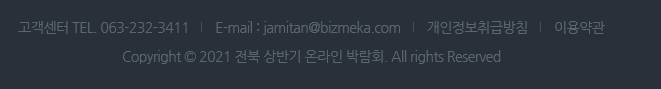 고객센터 TEL. 063-232-3411 | E-mail : jamitan@bizmeka.com | 개인정보취급방침 | 이용약관
Copyright © 2021 전북 상반기 온라인 박람회. All rights Reserved